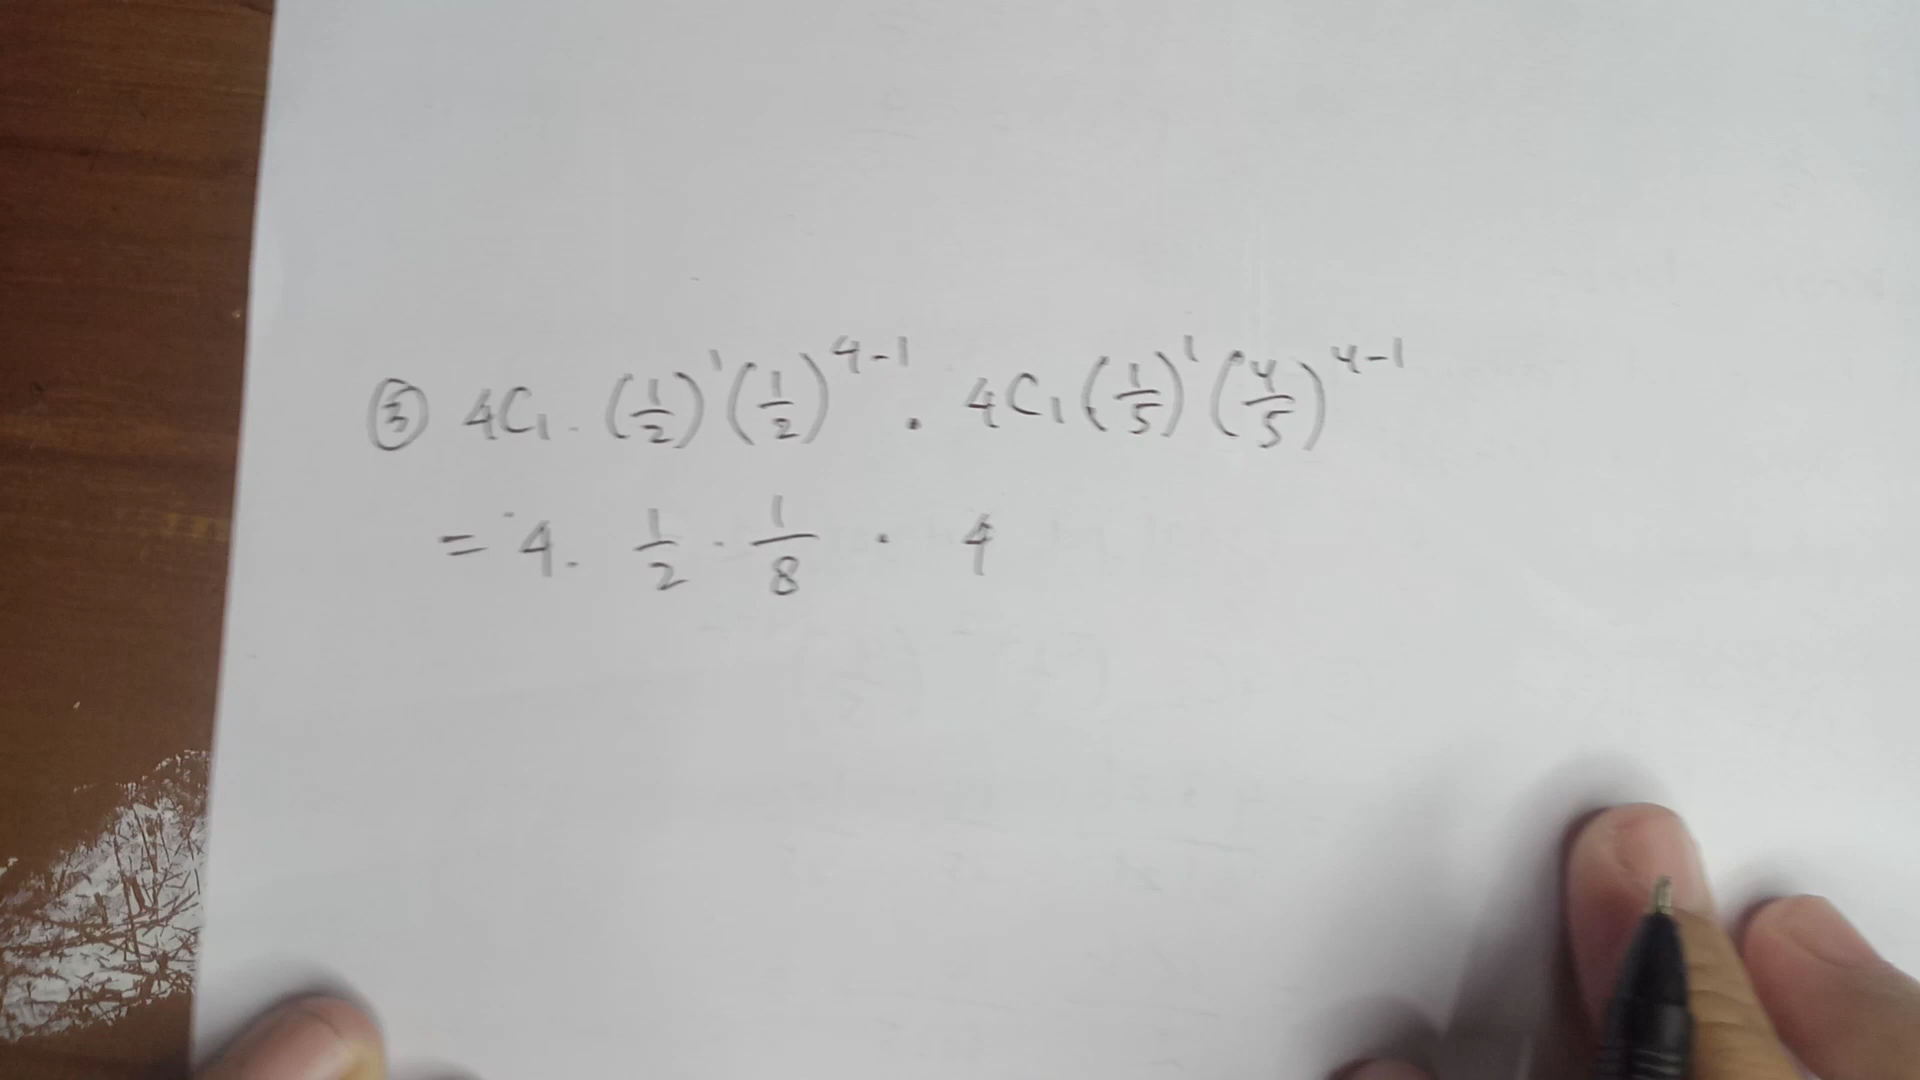 ③ 4C₁ · (1/2)¹ (1/2)⁴⁻¹ · 4C₁ (1/5)¹ (4/5)⁴⁻¹
= 4 · 1/2 · 1/8 · 4